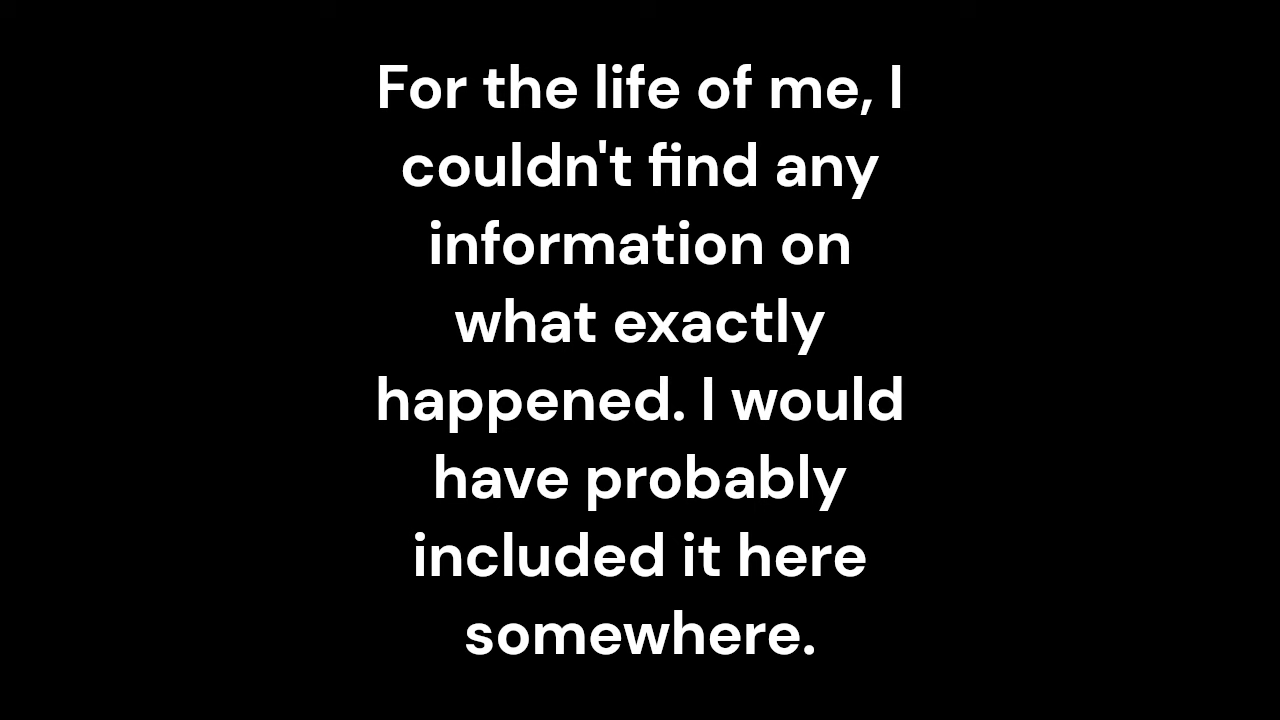 For the life of me, I
couldn't find any
information on
what exactly
happened. I would
have probably
included it here
somewhere.